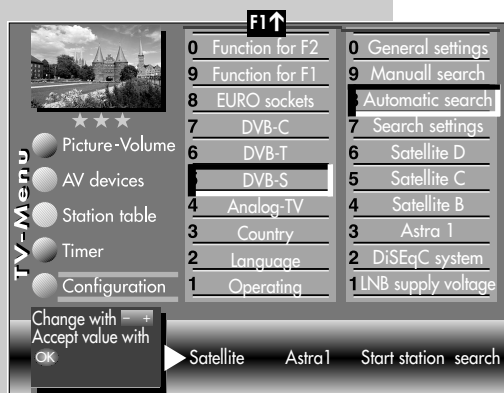 F1↑
TV-Menu
Picture-Volume
AV devices
Station table
Timer
Configuration
0 Function for F2
9 Function for F1
8 EURO sockets
7 DVB-C
6 DVB-T
DVB-S
4 Analog-TV
3 Country
2 Language
1 Operating
0 General settings
9 Manuall search
8 Automatic search
7 Search settings
6 Satellite D
5 Satellite C
4 Satellite B
3 Astra 1
2 DiSEqC system
1 LNB supply voltage
Change with − +
Accept value with
OK
Satellite Astra1 Start station search